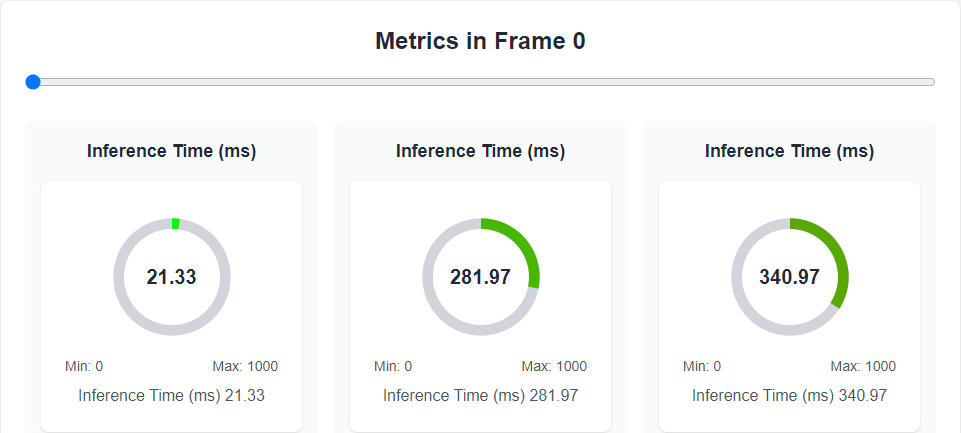 Metrics in Frame 0
Inference Time (ms)
21.33
Min: 0 Max: 1000
Inference Time (ms) 21.33
Inference Time (ms)
281.97
Min: 0 Max: 1000
Inference Time (ms) 281.97
Inference Time (ms)
340.97
Min: 0 Max: 1000
Inference Time (ms) 340.97